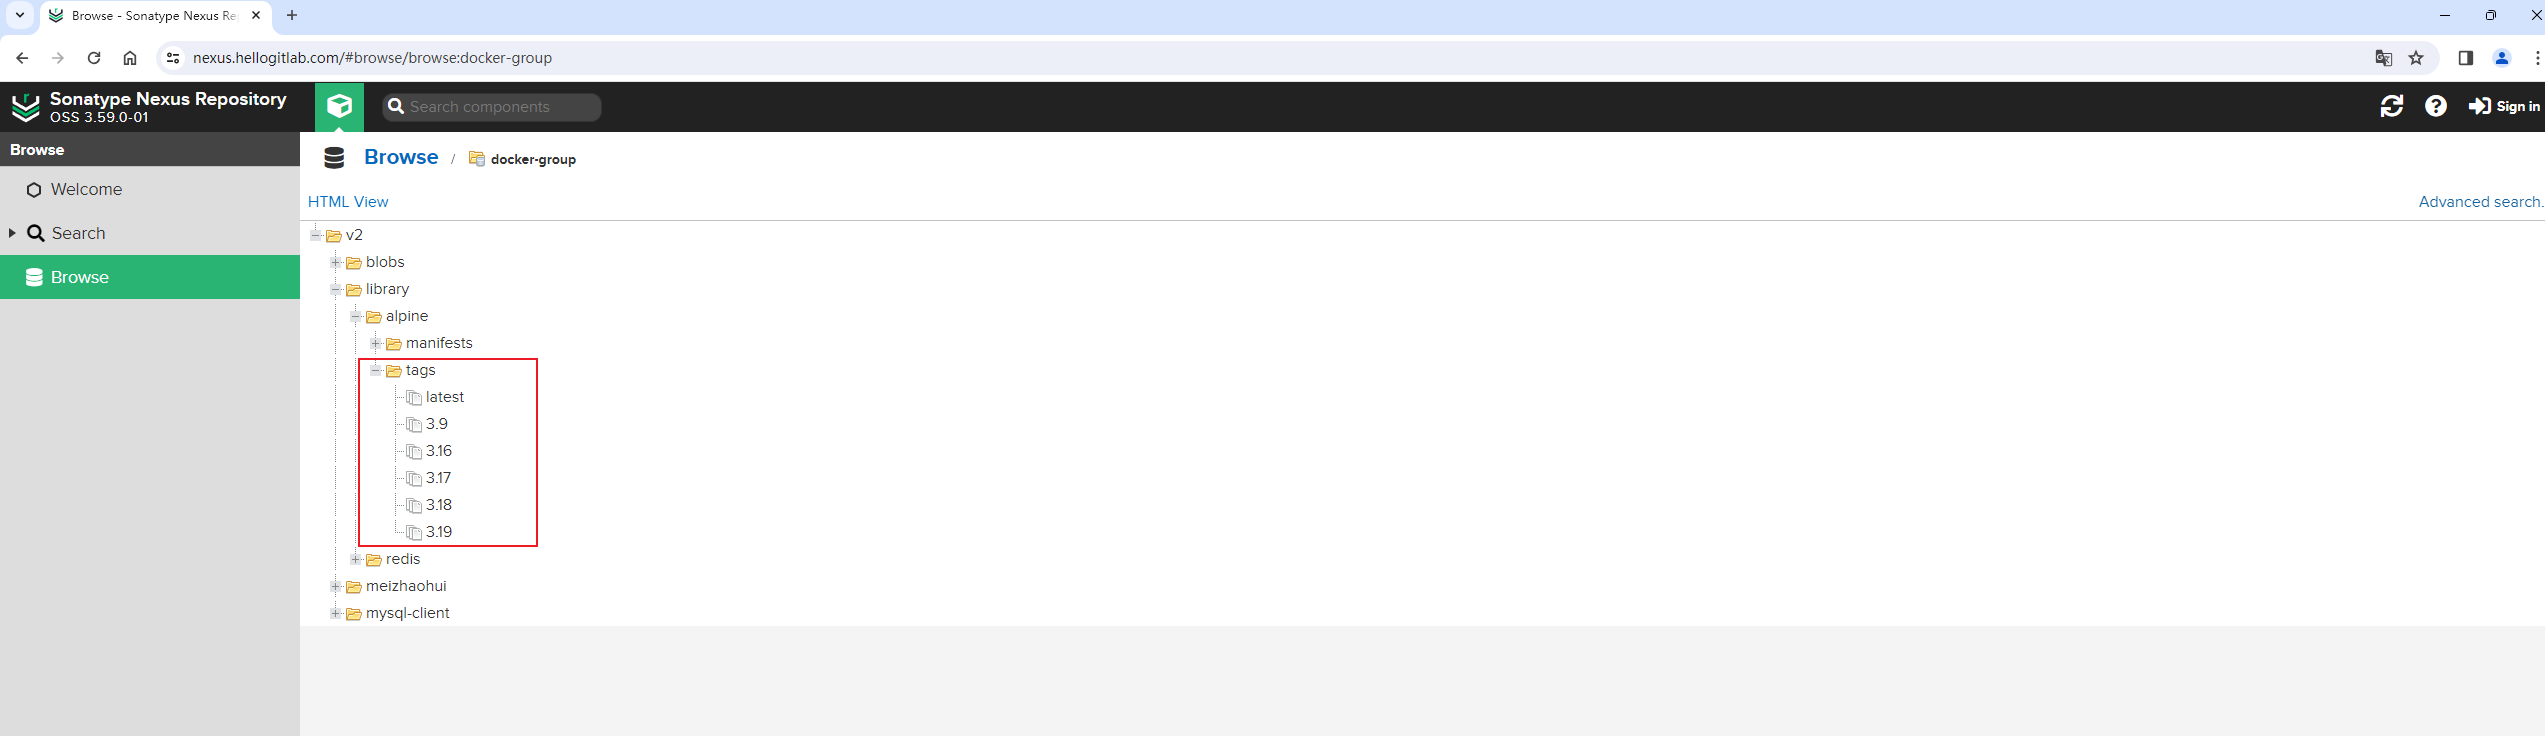 Browse - Sonatype Nexus Re
nexus.hellogitlab.com/#browse/browse:docker-group
Sonatype Nexus Repository
OSS 3.59.0-01
Search components
Sign in
Browse
Welcome
Search
Browse
Browse / docker-group
HTML View
Advanced search.
v2
blobs
library
alpine
manifests
tags
latest
3.9
3.16
3.17
3.18
3.19
redis
meizhaohui
mysql-client